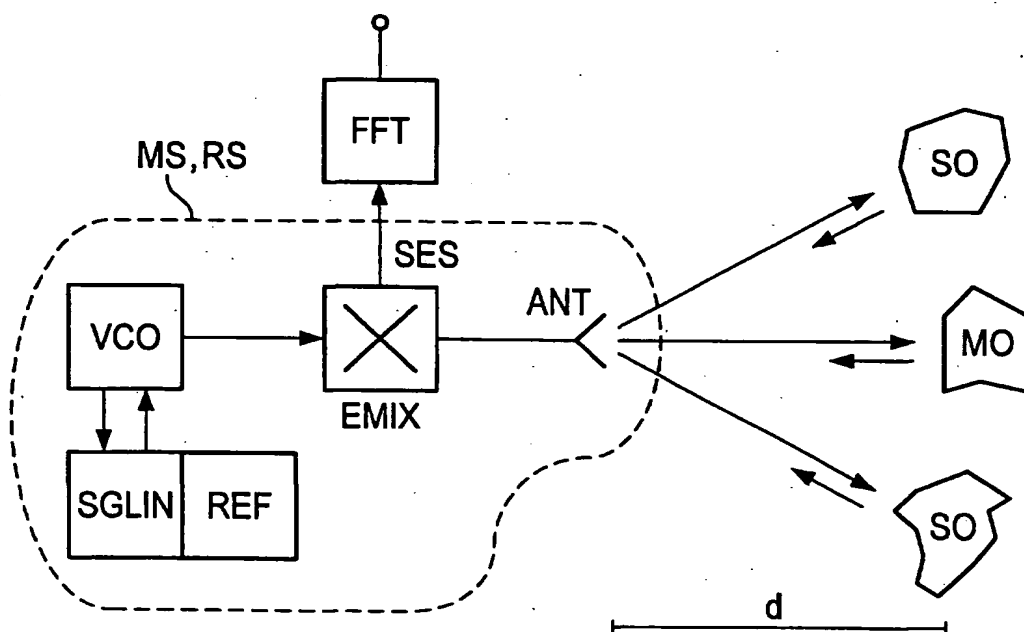 FFT
MS, RS
SO
SES
ANT
VCO
MO
EMIX
SGLIN
REF
SO
d